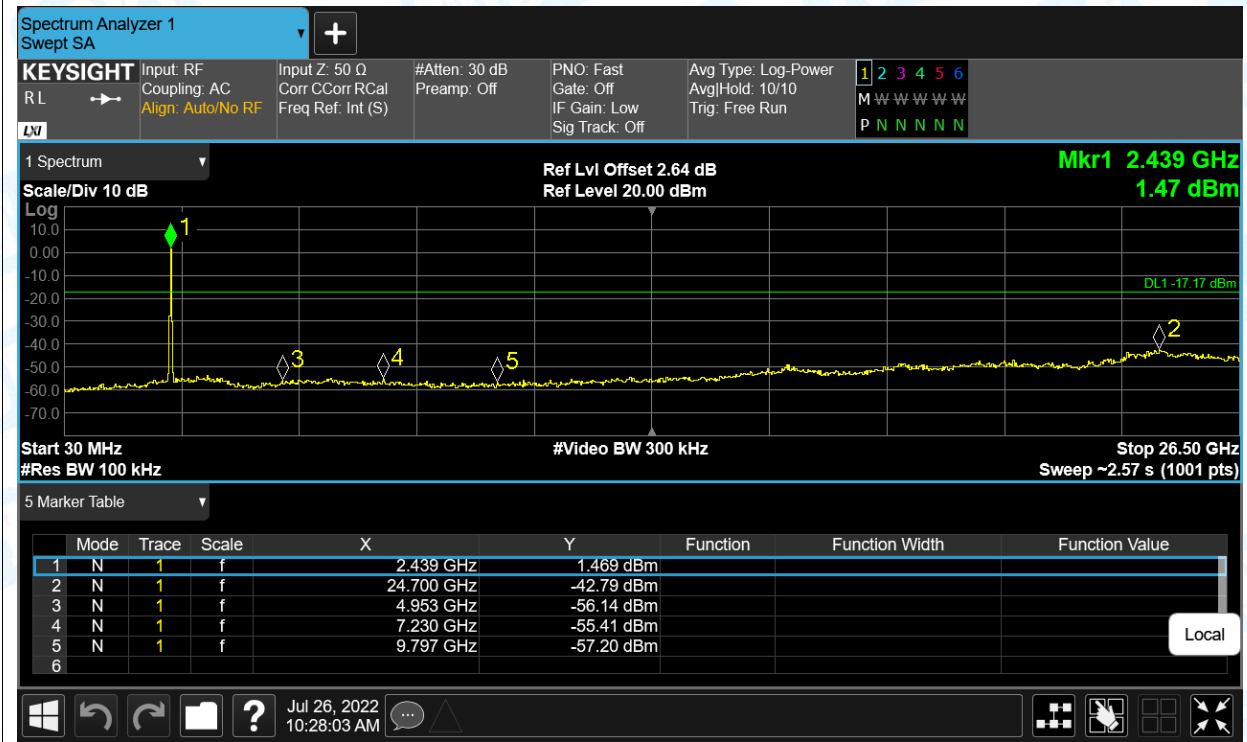 Spectrum Analyzer 1
Swept SA
KEYSIGHT
R L
LXI
Input: RF
Coupling: AC
Align: Auto/No RF
Input Z: 50 Ω
Corr CCorr RCal
Freq Ref: Int (S)
#Atten: 30 dB
Preamp: Off
PNO: Fast
Gate: Off
IF Gain: Low
Sig Track: Off
Avg Type: Log-Power
Avg|Hold: 10/10
Trig: Free Run
1 2 3 4 5 6
M W W W W W
P N N N N N
1 Spectrum
Scale/Div 10 dB
Ref Lvl Offset 2.64 dB
Ref Level 20.00 dBm
Mkr1 2.439 GHz
1.47 dBm
Log
10.0
0.00
-10.0
-20.0
-30.0
-40.0
-50.0
-60.0
-70.0
1
DL1 -17.17 dBm
2
3
4
5
Start 30 MHz
#Res BW 100 kHz
#Video BW 300 kHz
Stop 26.50 GHz
Sweep ~2.57 s (1001 pts)
5 Marker Table
Mode Trace Scale X Y Function Function Width Function Value
1 N 1 f 2.439 GHz 1.469 dBm
2 N 1 f 24.700 GHz -42.79 dBm
3 N 1 f 4.953 GHz -56.14 dBm
4 N 1 f 7.230 GHz -55.41 dBm
5 N 1 f 9.797 GHz -57.20 dBm
6
Local
?
Jul 26, 2022
10:28:03 AM